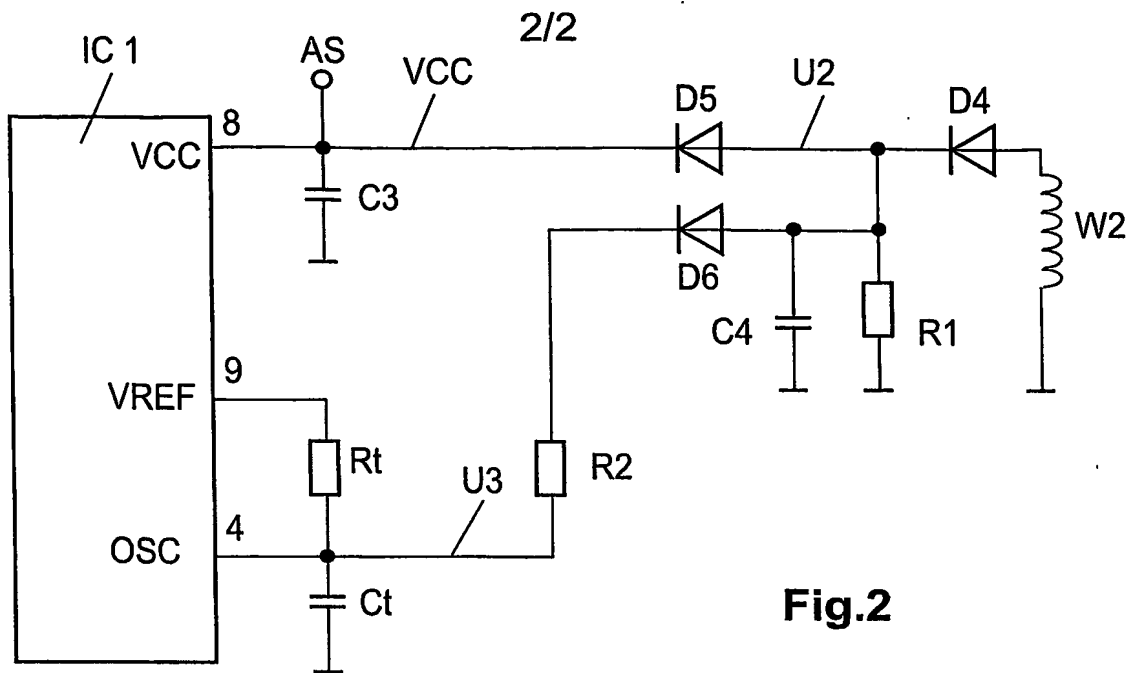 2/2
IC 1
AS
VCC
U2
D4
D5
8
VCC
C3
W2
D6
C4
R1
9
VREF
Rt
R2
U3
4
OSC
Ct
Fig.2